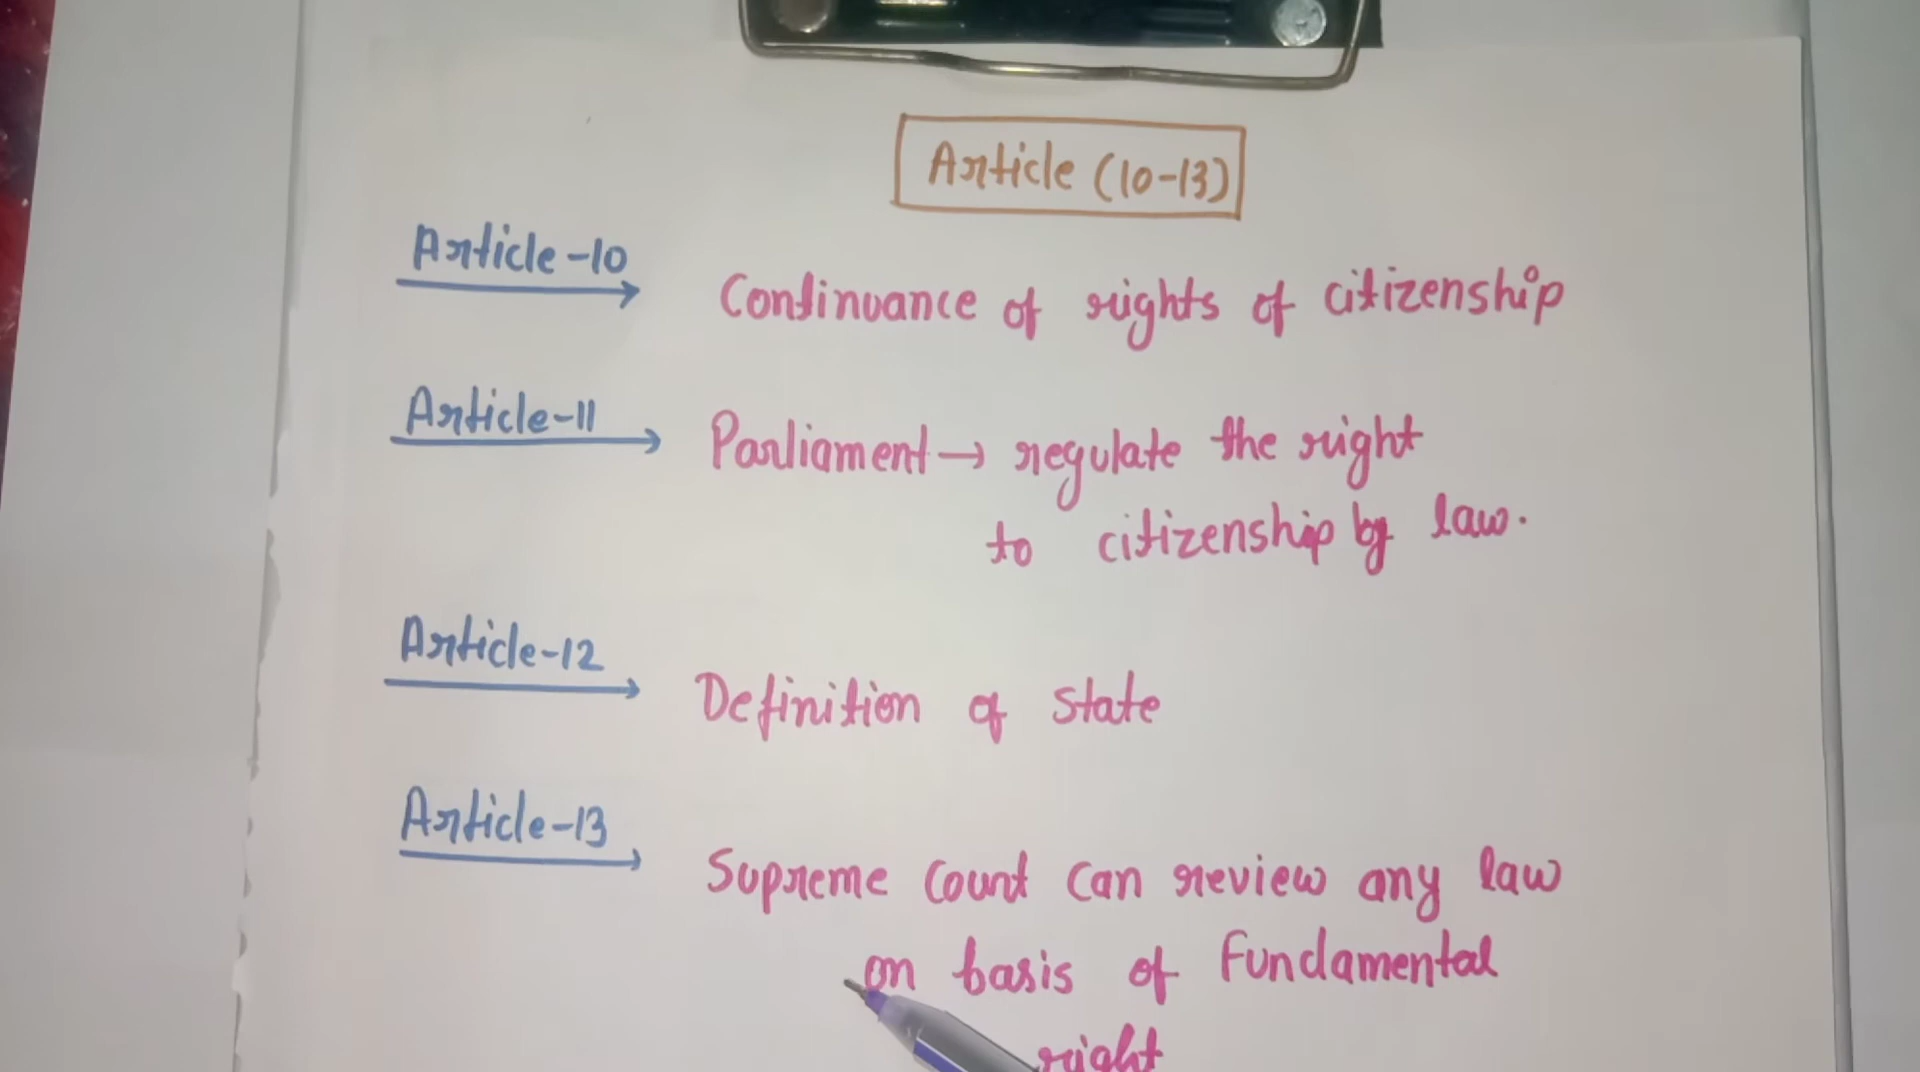 Article (10-13)
Article-10
Continuance of rights of citizenship
Article-11
Parliament → regulate the right
to citizenship by law.
Article-12
Definition of state
Article-13
Supreme Court can review any law
on basis of Fundamental
right